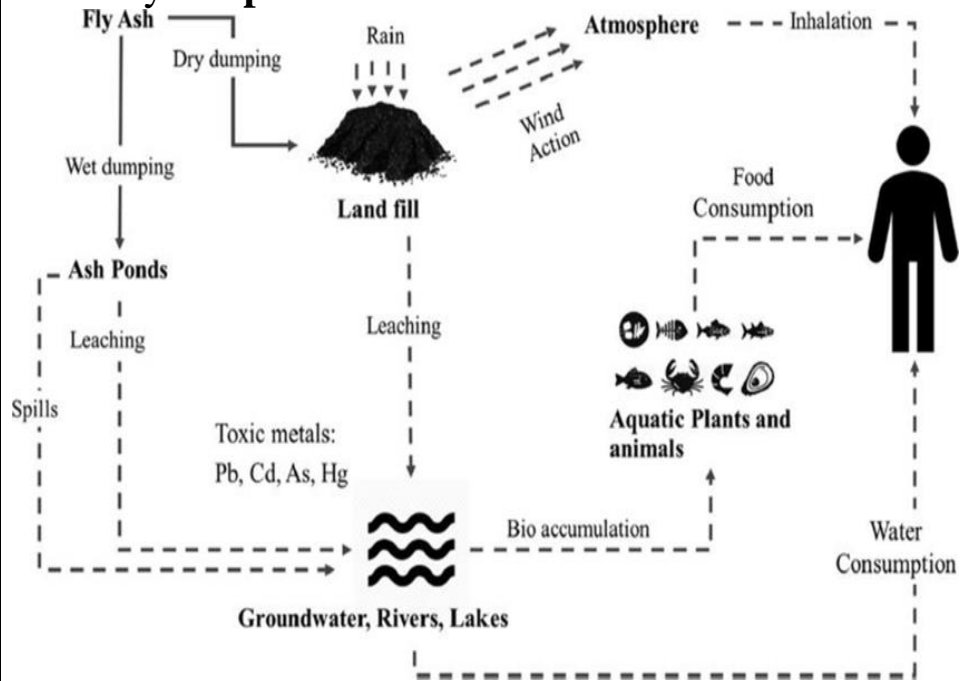 Fly Ash
Dry dumping
Rain
Atmosphere
Inhalation
Wind
Action
Wet dumping
Land fill
Food
Consumption
Ash Ponds
Leaching
Leaching
Spills
Toxic metals:
Pb, Cd, As, Hg
Aquatic Plants and
animals
Bio accumulation
Water
Consumption
Groundwater, Rivers, Lakes